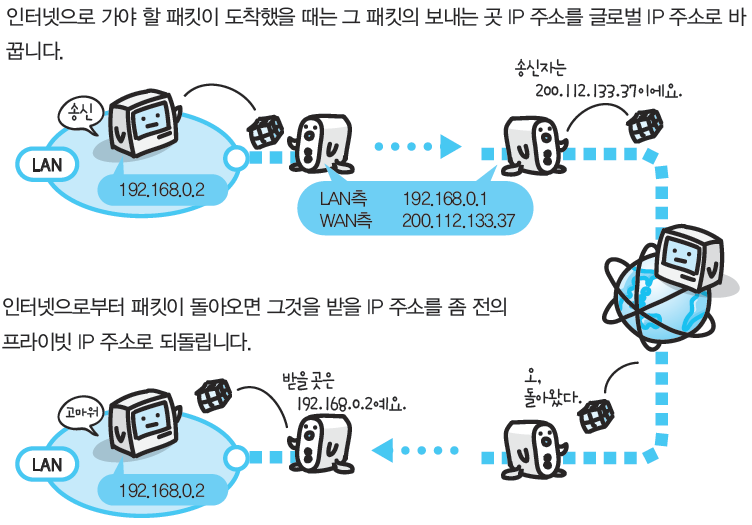 인터넷으로 가야 할 패킷이 도착했을 때는 그 패킷의 보내는 곳 IP 주소를 글로벌 IP 주소로 바
꿉니다.
송신자는
200.112.133.37이에요.
송신
LAN
192.168.0.2
LAN측 192.168.0.1
WAN측 200.112.133.37
인터넷으로부터 패킷이 돌아오면 그것을 받을 IP 주소를 좀 전의
프라이빗 IP 주소로 되돌립니다.
받을 곳은
192.168.0.2예요.
오,
돌아왔다.
고마워
LAN
192.168.0.2